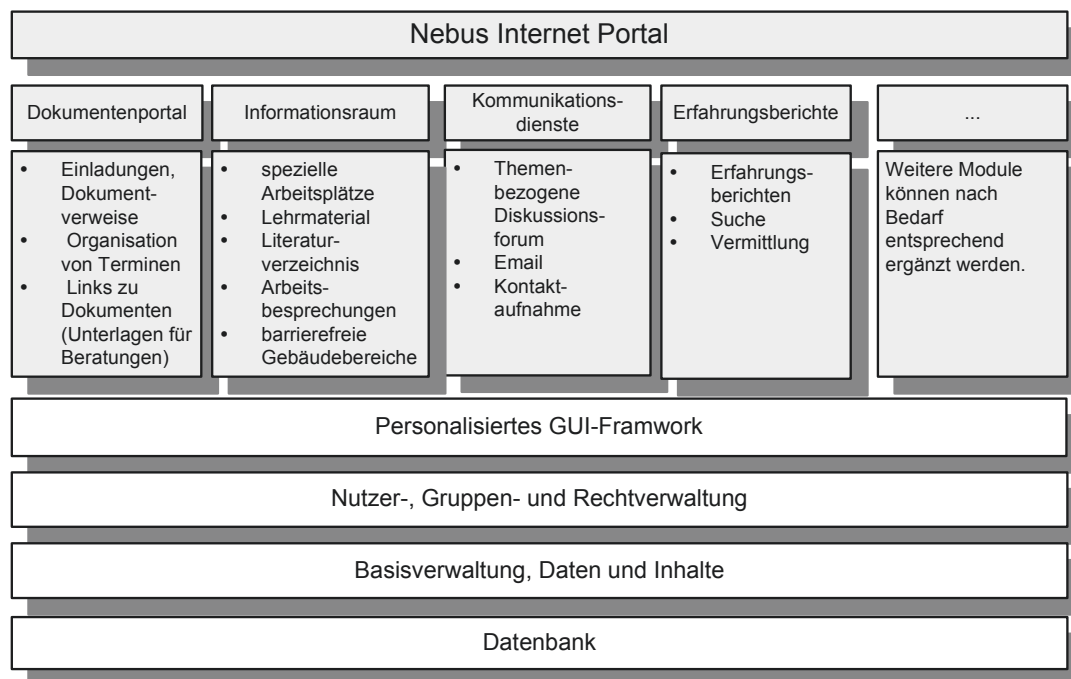 Nebus Internet Portal
Dokumentenportal
• Einladungen,
Dokument-
verweise
• Organisation
von Terminen
• Links zu
Dokumenten
(Unterlagen für
Beratungen)
Informationsraum
• spezielle
Arbeitsplätze
• Lehrmaterial
• Literatur-
verzeichnis
• Arbeits-
besprechungen
• barrierefreie
Gebäudebereiche
Kommunikations-
dienste
• Themen-
bezogene
Diskussions-
forum
• Email
• Kontakt-
aufnahme
Erfahrungsberichte
• Erfahrungs-
berichten
• Suche
• Vermittlung
...
Weitere Module
können nach
Bedarf
entsprechend
ergänzt werden.
Personalisiertes GUI-Framwork
Nutzer-, Gruppen- und Rechtverwaltung
Basisverwaltung, Daten und Inhalte
Datenbank